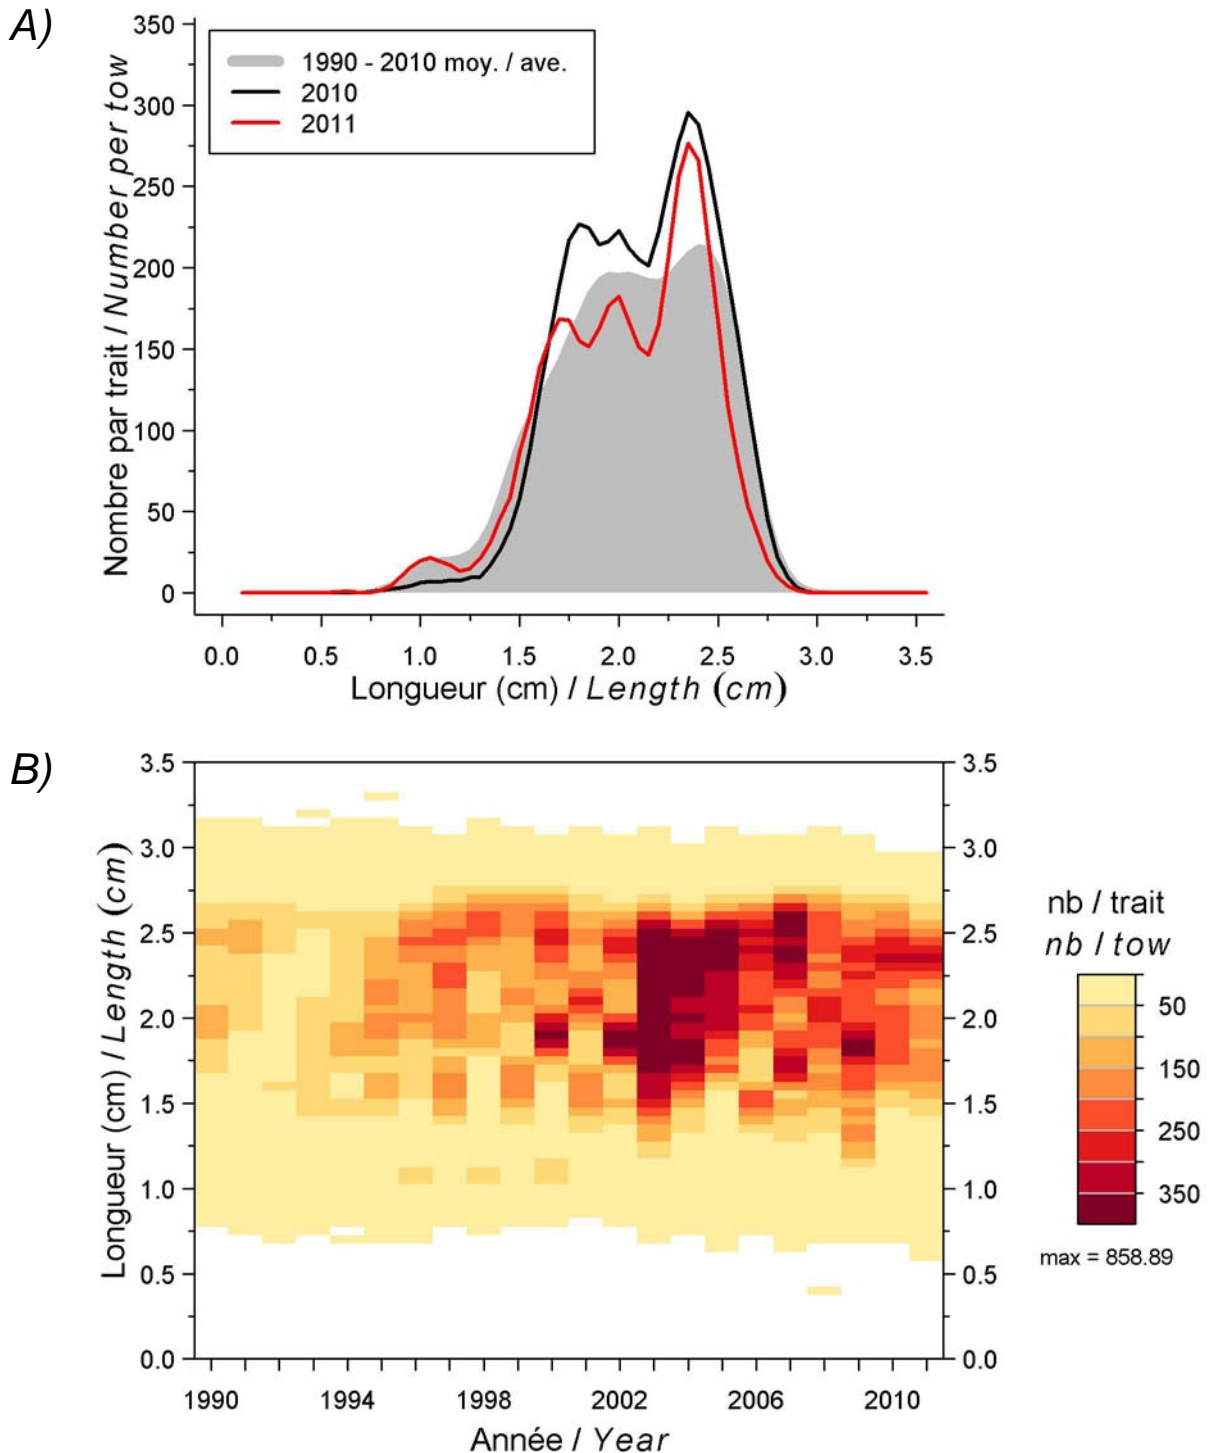 A)
Nombre par trait / Number per tow
350
300
250
200
150
100
50
0
1990 - 2010 moy. / ave.
2010
2011
0.0 0.5 1.0 1.5 2.0 2.5 3.0 3.5
Longueur (cm) / Length (cm)
B)
Longueur (cm) / Length (cm)
3.5
3.0
2.5
2.0
1.5
1.0
0.5
0.0
3.5
3.0
2.5
2.0
1.5
1.0
0.5
0.0
1990 1994 1998 2002 2006 2010
Année / Year
nb / trait
nb / tow
50
150
250
350
max = 858.89